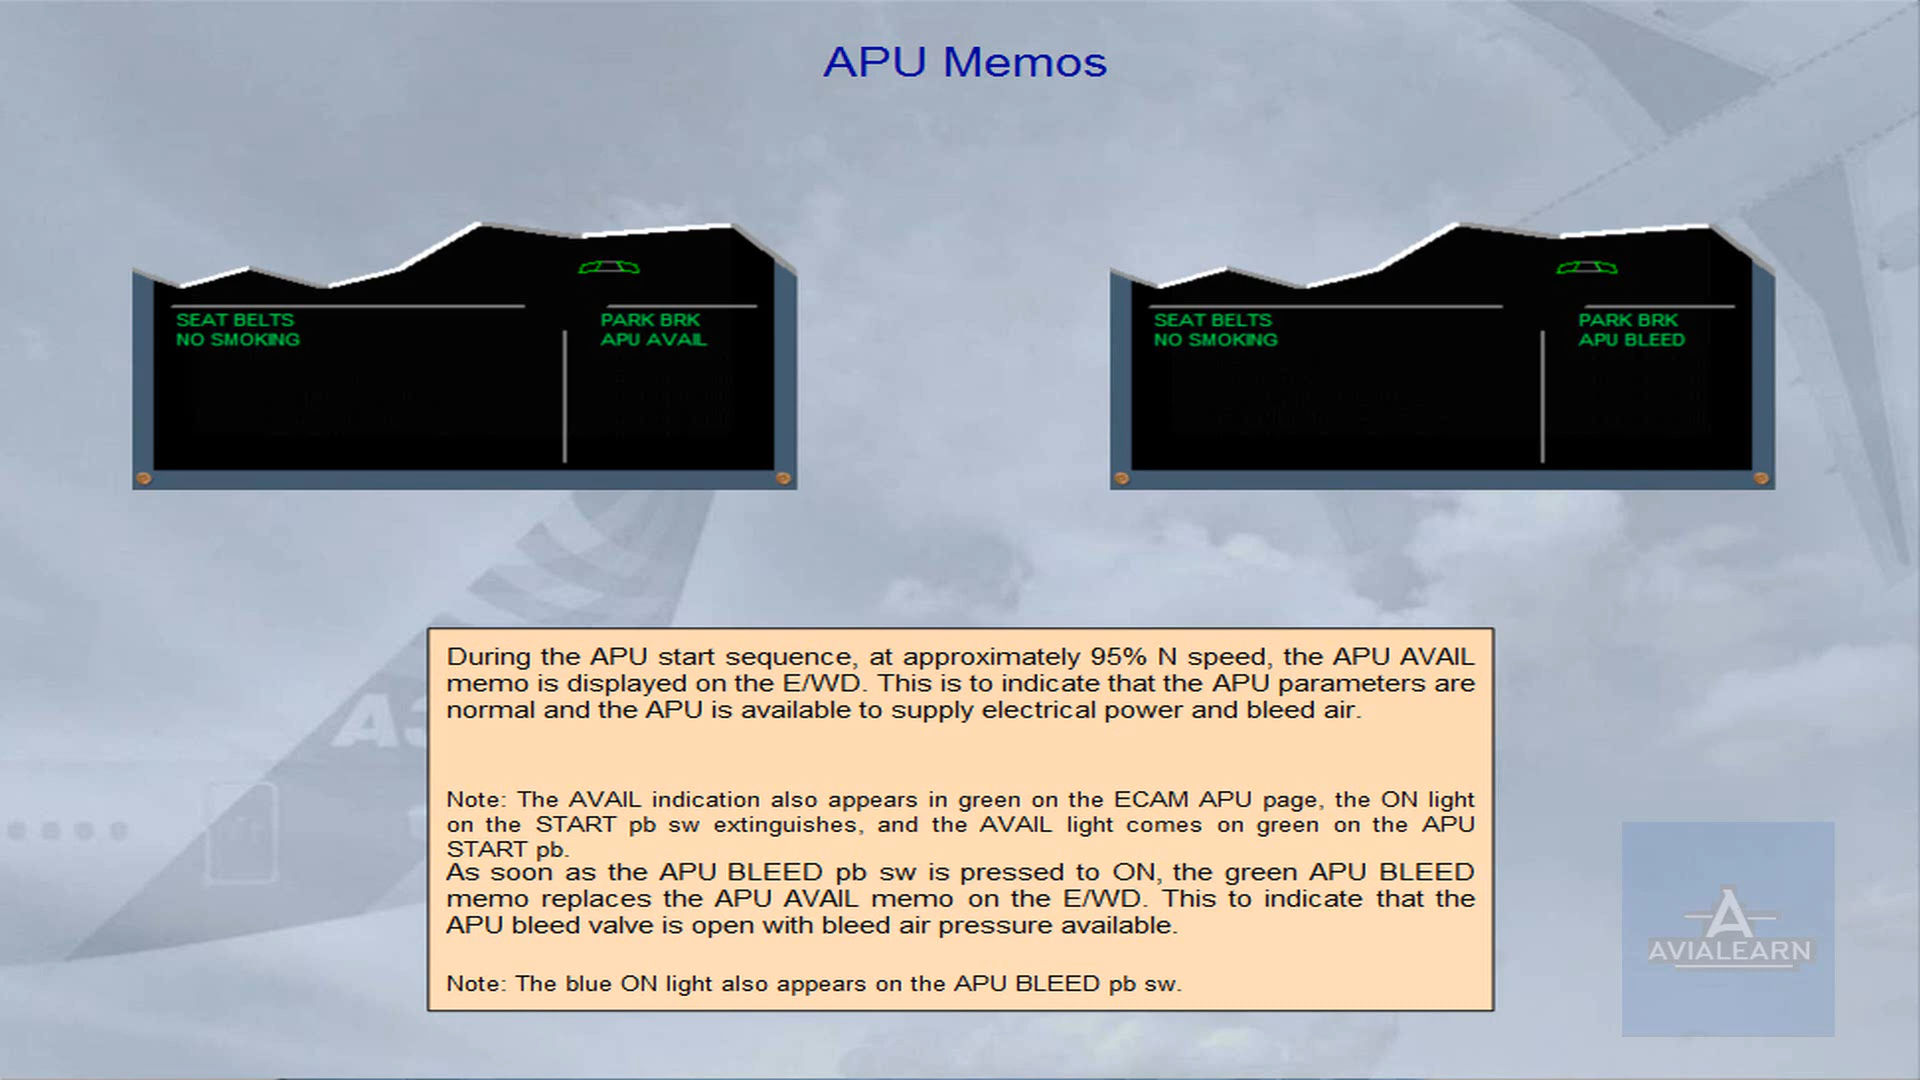 APU Memos
SEAT BELTS
NO SMOKING
PARK BRK
APU AVAIL
SEAT BELTS
NO SMOKING
PARK BRK
APU BLEED
During the APU start sequence, at approximately 95% N speed, the APU AVAIL
memo is displayed on the E/WD. This is to indicate that the APU parameters are
normal and the APU is available to supply electrical power and bleed air.
Note: The AVAIL indication also appears in green on the ECAM APU page, the ON light
on the START pb sw extinguishes, and the AVAIL light comes on green on the APU
START pb.
As soon as the APU BLEED pb sw is pressed to ON, the green APU BLEED
memo replaces the APU AVAIL memo on the E/WD. This to indicate that the
APU bleed valve is open with bleed air pressure available.
Note: The blue ON light also appears on the APU BLEED pb sw.
A3
AVIALEARN